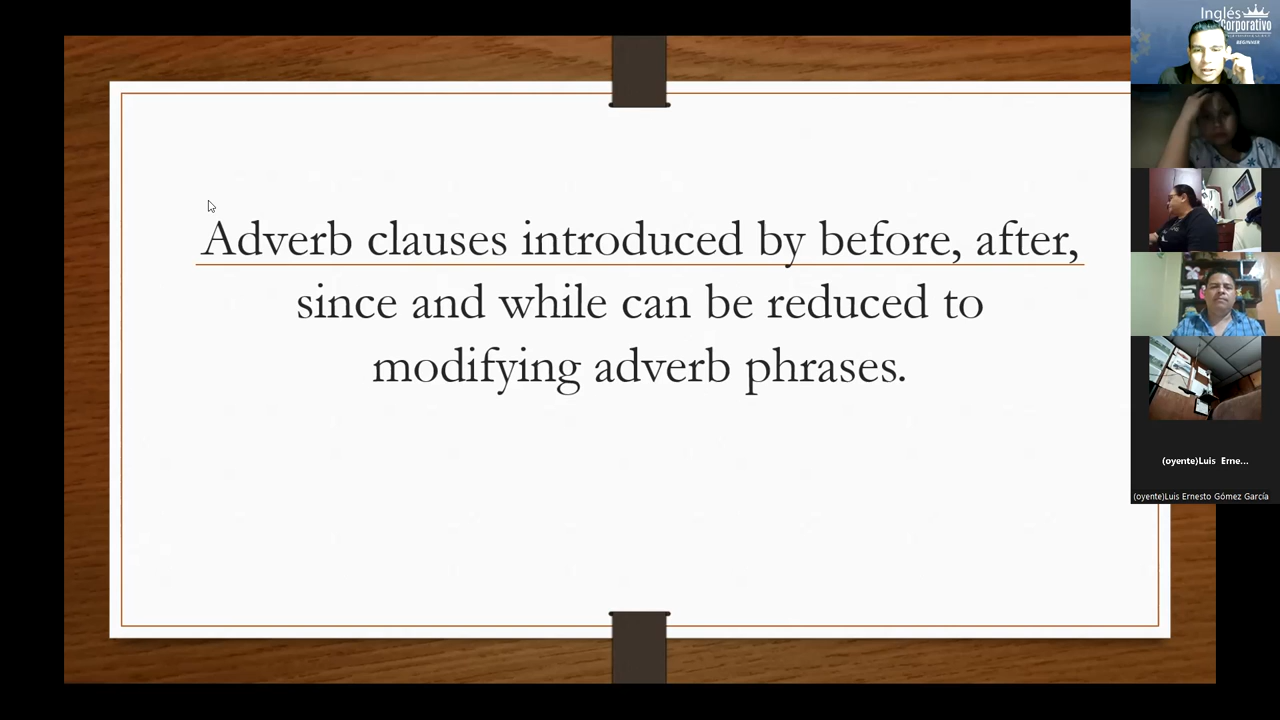 Adverb clauses introduced by before, after,
since and while can be reduced to
modifying adverb phrases.
Inglés
Corporativo
BEGINNER
(oyente)Luis Erne...
(oyente)Luis Ernesto Gómez García